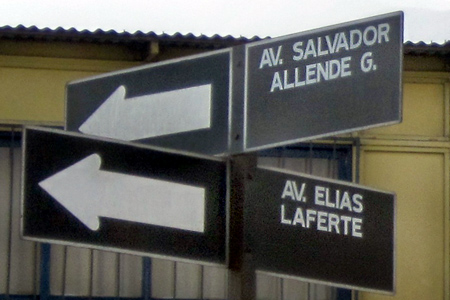 AV. SALVADOR
ALLENDE G.
AV. ELIAS
LAFERTE